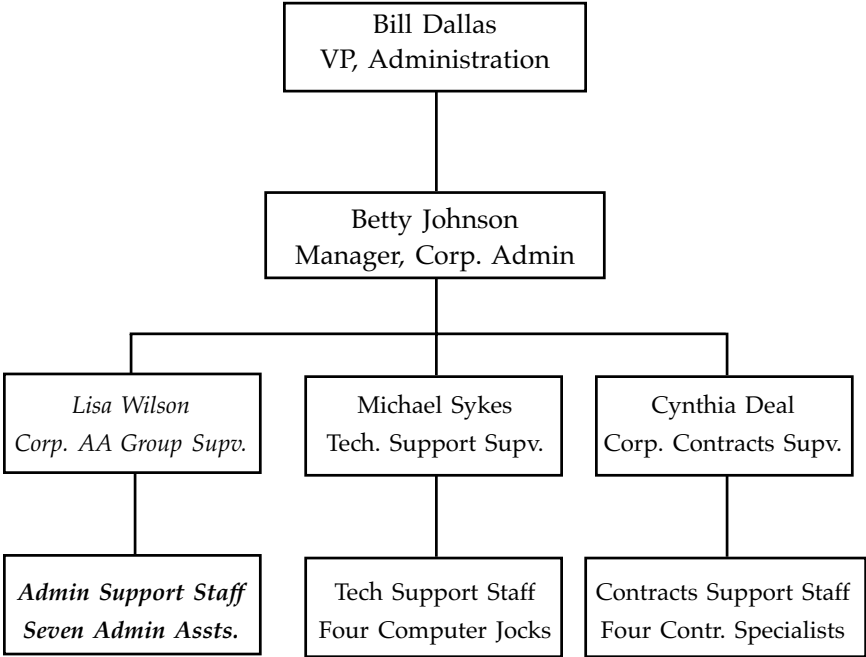 Bill Dallas
VP, Administration
Betty Johnson
Manager, Corp. Admin
Lisa Wilson
Corp. AA Group Supv.
Michael Sykes
Tech. Support Supv.
Cynthia Deal
Corp. Contracts Supv.
Admin Support Staff
Seven Admin Assts.
Tech Support Staff
Four Computer Jocks
Contracts Support Staff
Four Contr. Specialists